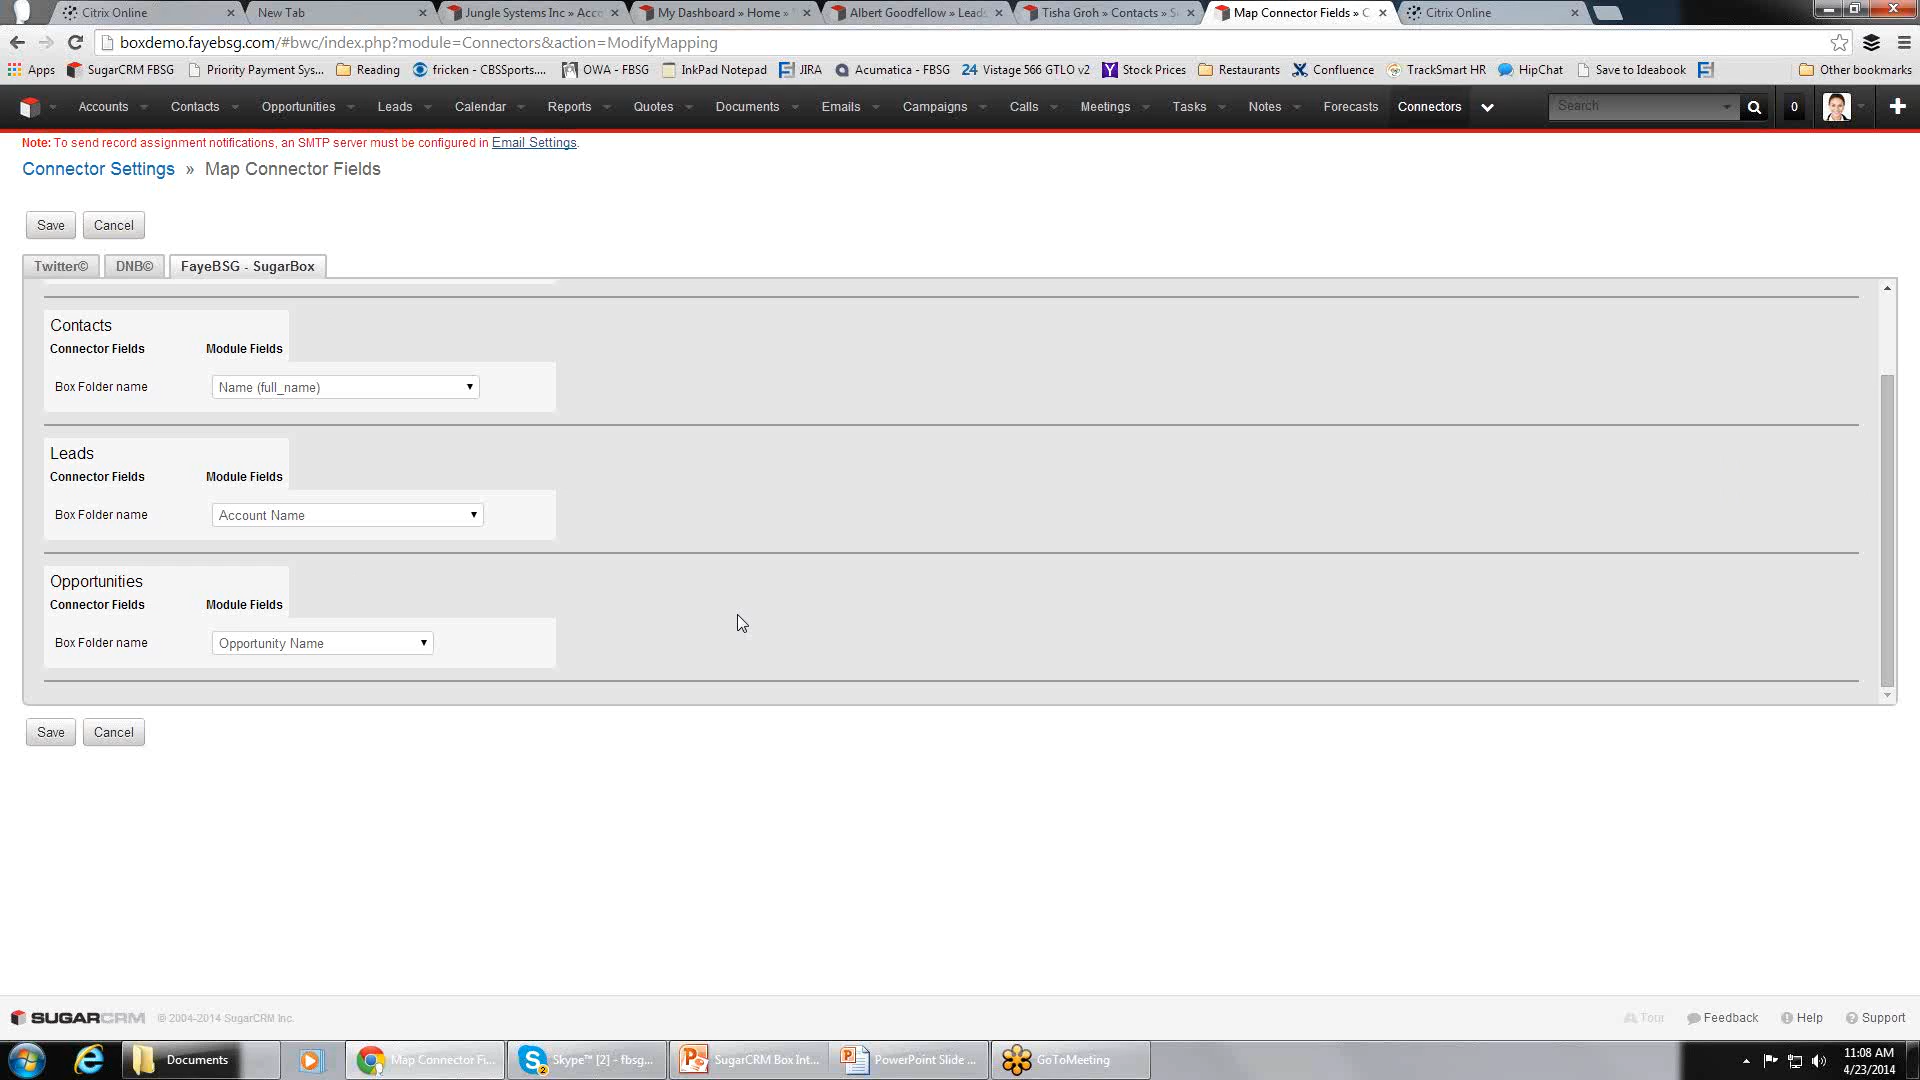 Citrix Online
New Tab
Jungle Systems Inc » Acco
My Dashboard » Home »
Albert Goodfellow » Leads
Tisha Groh » Contacts » S
Map Connector Fields » C
Citrix Online
boxdemo.fayebsg.com/#bwc/index.php?module=Connectors&action=ModifyMapping
Apps SugarCRM FBSG Priority Payment Sys... Reading fricken - CBSSports.... OWA - FBSG InkPad Notepad JIRA Acumatica - FBSG 24 Vistage 566 GTLO v2 Stock Prices Restaurants Confluence TrackSmart HR HipChat Save to Ideabook Other bookmarks
Accounts Contacts Opportunities Leads Calendar Reports Quotes Documents Emails Campaigns Calls Meetings Tasks Notes Forecasts Connectors Search 0
Note: To send record assignment notifications, an SMTP server must be configured in Email Settings.
Connector Settings » Map Connector Fields
Save Cancel
Twitter© DNB© FayeBSG - SugarBox
Contacts
Connector Fields Module Fields
Box Folder name Name (full_name)
Leads
Connector Fields Module Fields
Box Folder name Account Name
Opportunities
Connector Fields Module Fields
Box Folder name Opportunity Name
Save Cancel
SUGARCRM © 2004-2014 SugarCRM Inc. Tour Feedback Help Support
Documents Map Connector Fi... Skype™ [2] - fbsg... SugarCRM Box Int... PowerPoint Slide ... GoToMeeting
11:08 AM
4/23/2014